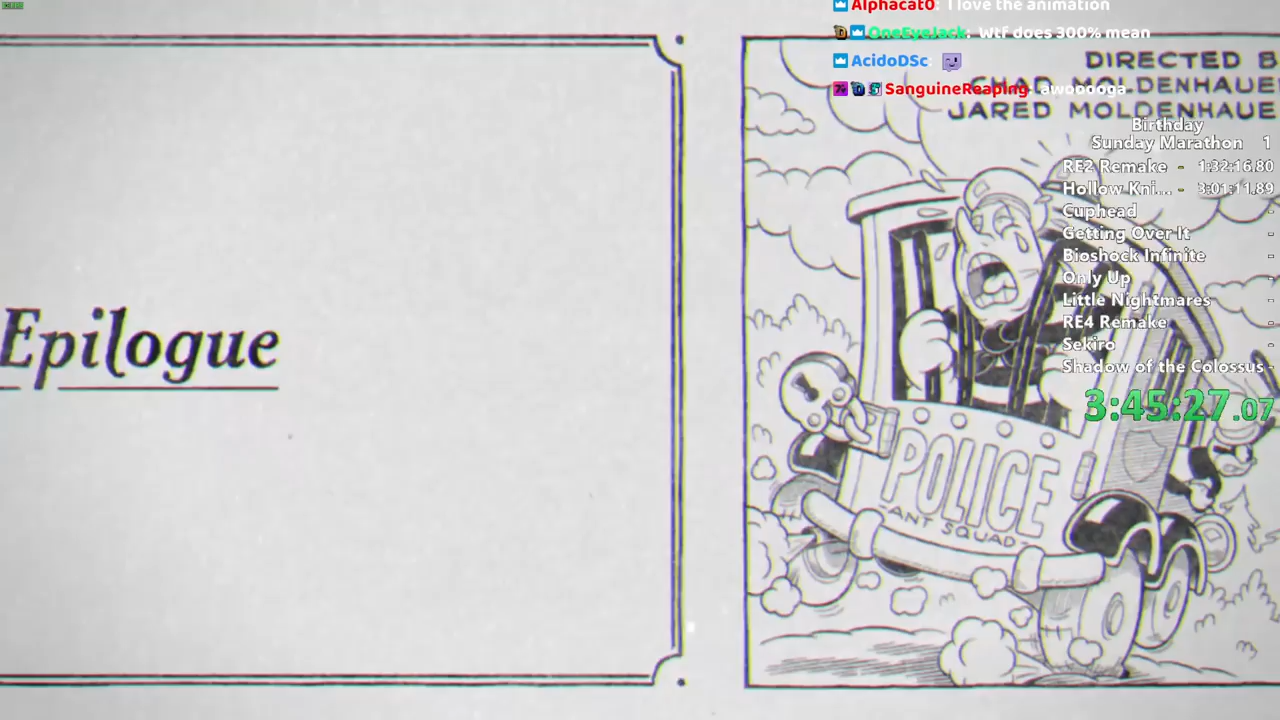 Alphacat0: I love the animation
OneEyeJack: Wtf does 300% mean
AcidoDSc:
SanguineReaping: awooooga
DIRECTED B
CHAD MOLDENHAUE
JARED MOLDENHAUE
Birthday
Sunday Marathon 1
RE2 Remake - 1:32:16.80
Hollow Kni... - 3:01:11.89
Cuphead -
Getting Over It -
Bioshock Infinite -
Only Up -
Little Nightmares -
RE4 Remake -
Sekiro -
Shadow of the Colossus -
3:45:27.07
Epilogue
POLICE
-ANT SQUAD-